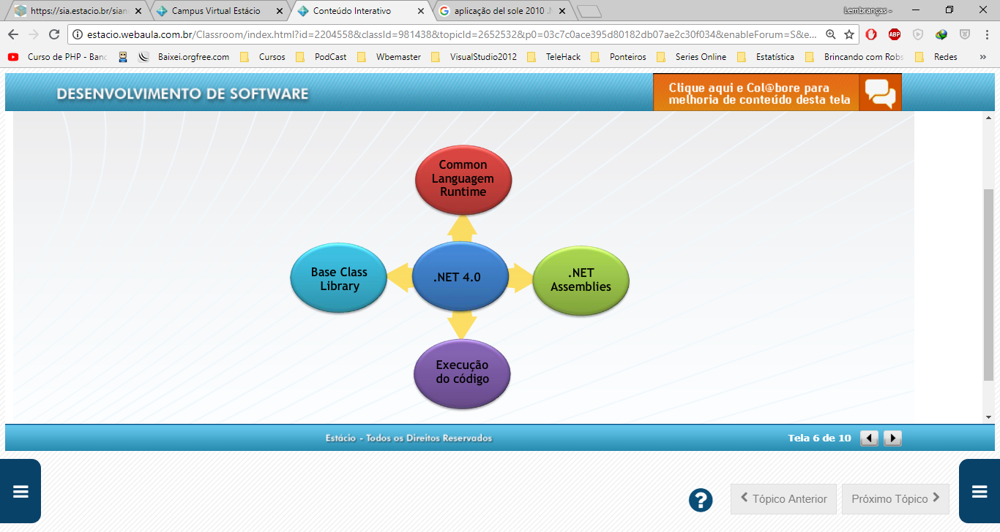 https://sia.estacio.br/sian
Campus Virtual Estácio
Conteúdo Interativo
aplicação del sole 2010 .N
Lembranças -
estacio.webaula.com.br/Classroom/index.html?id=2204558&classId=981438&topicId=2652532&p0=03c7c0ace395d80182db07ae2c30f034&enableForum=S&e...
ABP
Curso de PHP - Banc
Baixei.orgfree.com
Cursos
PodCast
Wbemaster
VisualStudio2012
TeleHack
Ponteiros
Series Online
Estatística
Brincando com Robs
Redes
»
DESENVOLVIMENTO DE SOFTWARE
Clique aqui e Col@bore para
melhoria de conteúdo desta tela
Common
Languagem
Runtime
Base Class
Library
.NET 4.0
.NET
Assemblies
Execução
do código
Estácio - Todos os Direitos Reservados
Tela 6 de 10
?
Tópico Anterior
Próximo Tópico